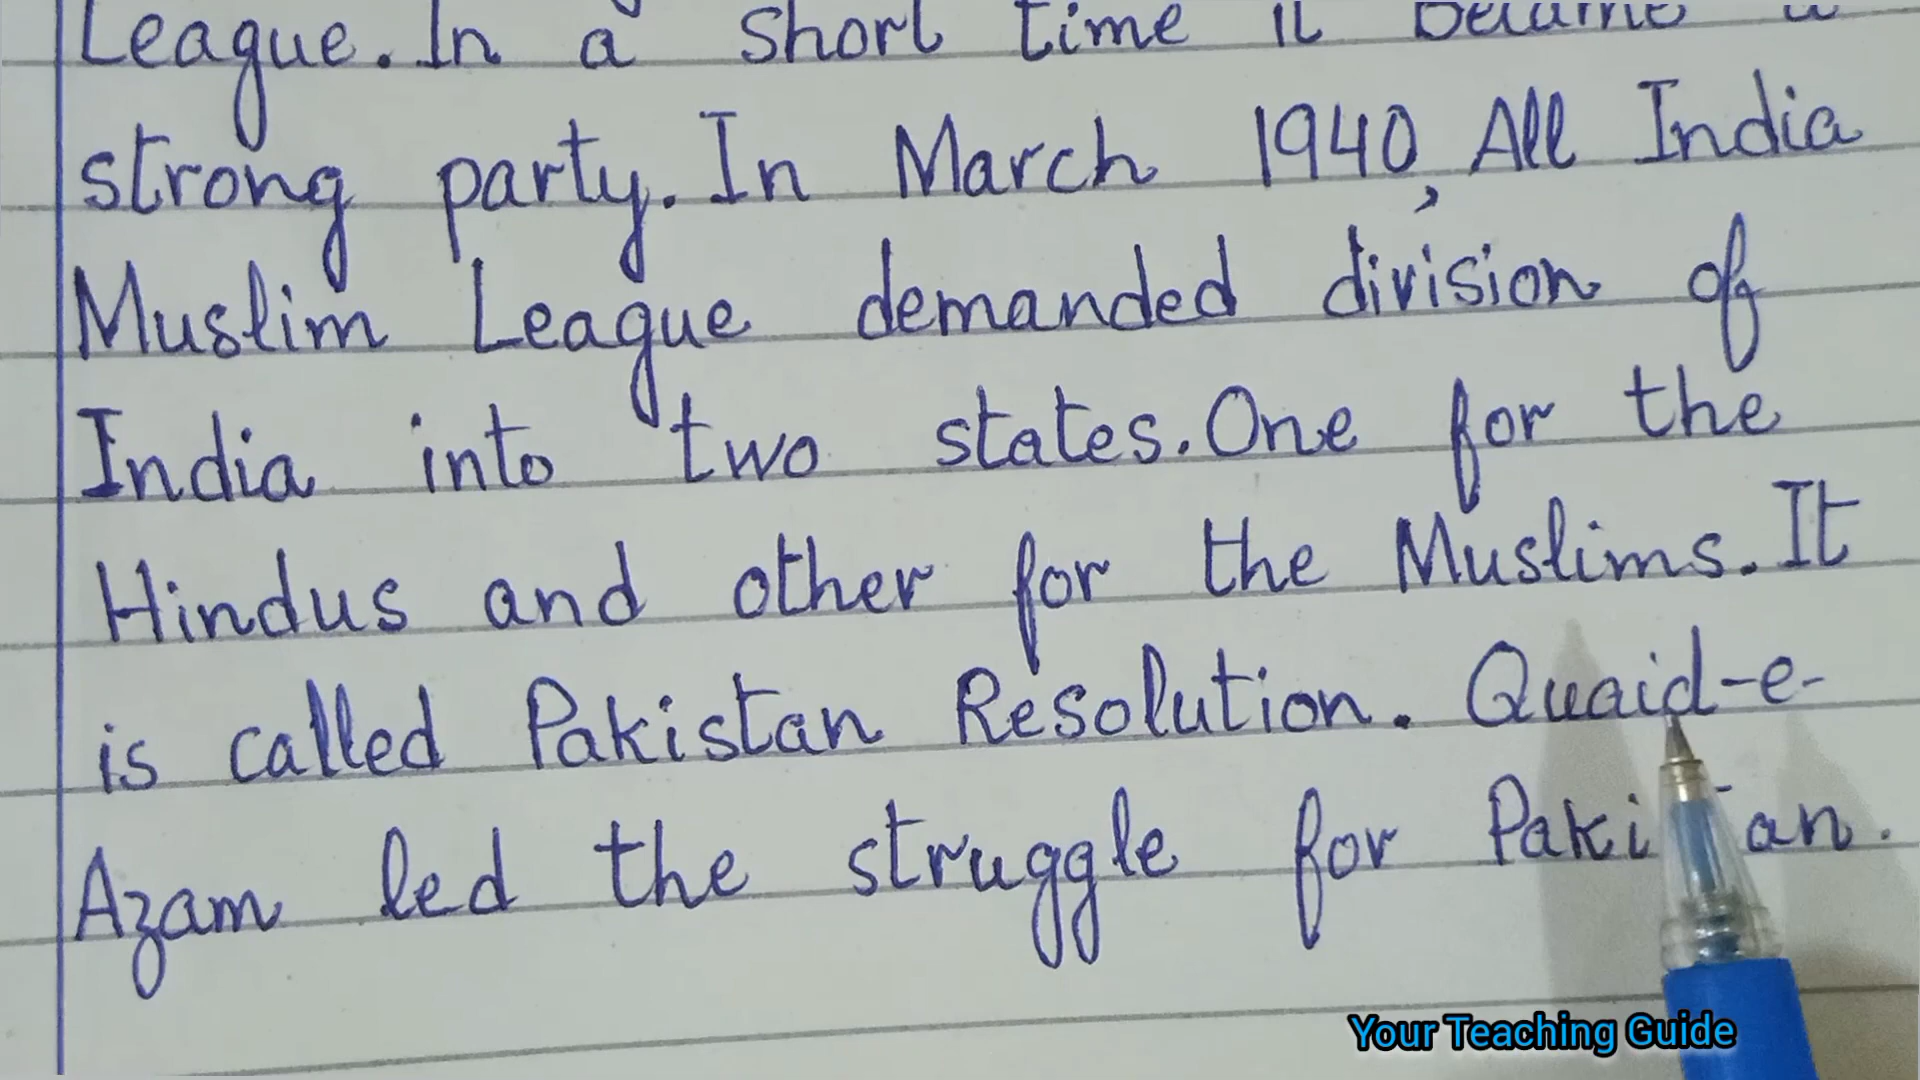 League. In a short time it became a
strong party. In March 1940, All India
Muslim League demanded division of
India into two states. One for the
Hindus and other for the Muslims. It
is called Pakistan Resolution. Quaid-e-
Azam led the struggle for Pakistan.
Your Teaching Guide